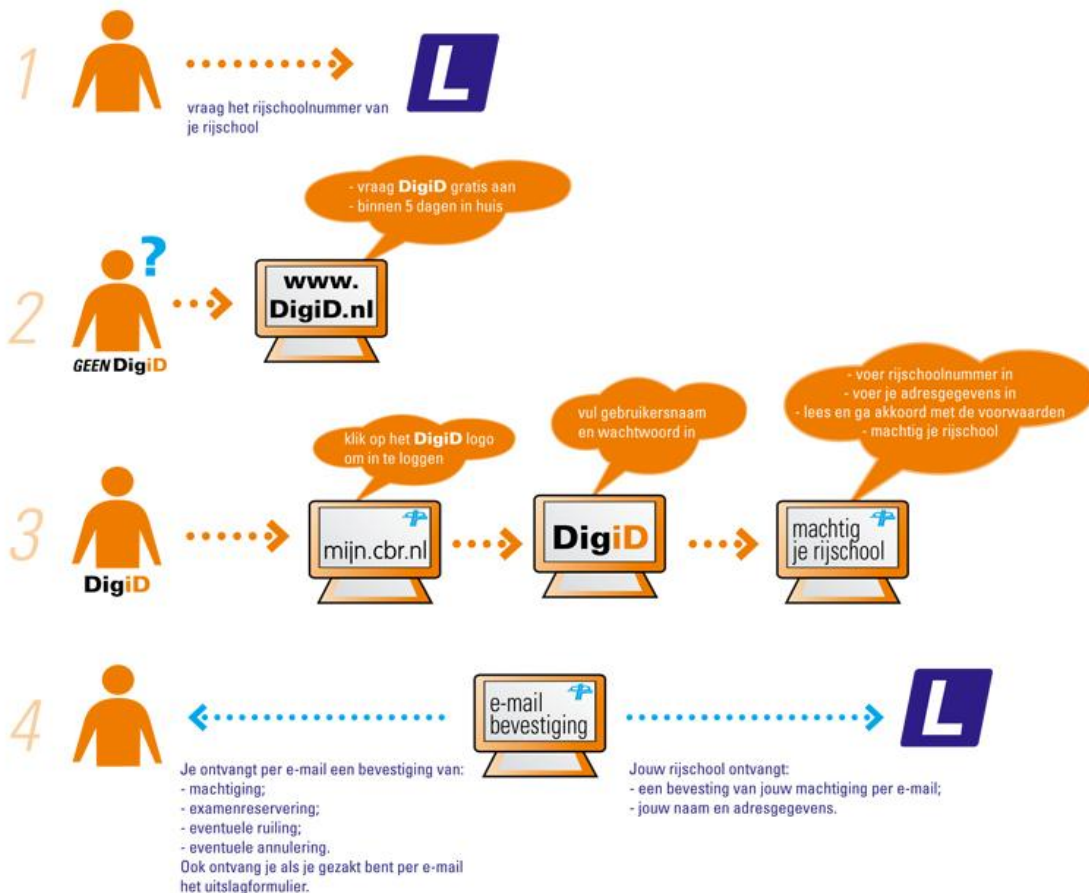 1
L
vraag het rijschoolnummer van
je rijschool
- vraag DigiD gratis aan
- binnen 5 dagen in huis
2
?
www.
DigiD.nl
GEEN DigiD
- voer rijschoolnummer in
- voer je adresgegevens in
- lees en ga akkoord met de voorwaarden
- machtig je rijschool
vul gebruikersnaam
en wachtwoord in
klik op het DigiD logo
om in te loggen
3
DigiD
mijn.cbr.nl
DigiD
machtig
je rijschool
4
e-mail
bevestiging
L
Je ontvangt per e-mail een bevestiging van:
- machtiging;
- examenreservering;
- eventuele ruiling;
- eventuele annulering.
Ook ontvang je als je gezakt bent per e-mail
het uitslagformulier.
Jouw rijschool ontvangt:
- een bevesting van jouw machtiging per e-mail;
- jouw naam en adresgegevens.